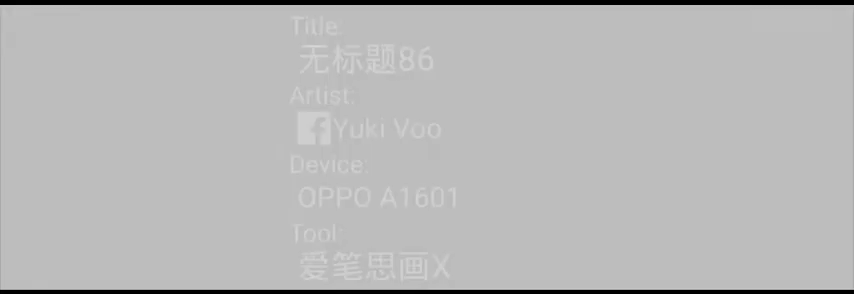 Title:
无标题86
Artist:
Yuki Voo
Device:
OPPO A1601
Tool:
爱笔思画X